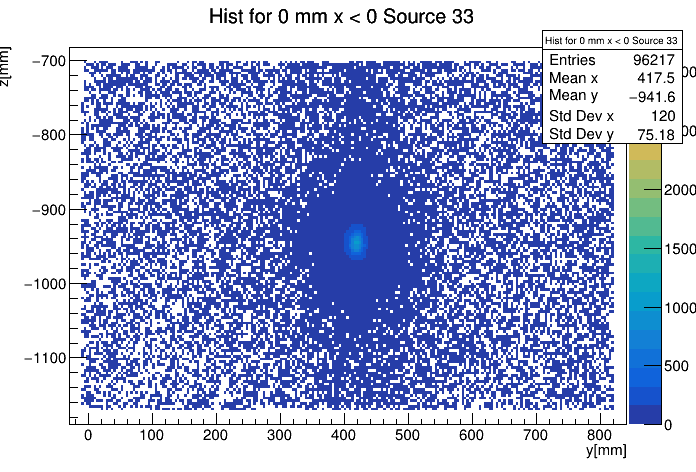 Hist for 0 mm x < 0 Source 33
Hist for 0 mm x < 0 Source 33
Entries 96217
Mean x 417.5
Mean y −941.6
Std Dev x 120
Std Dev y 75.18
z[mm]
−700
−800
−900
−1000
−1100
0 100 200 300 400 500 600 700 800
y[mm]
2000
1500
1000
500
0